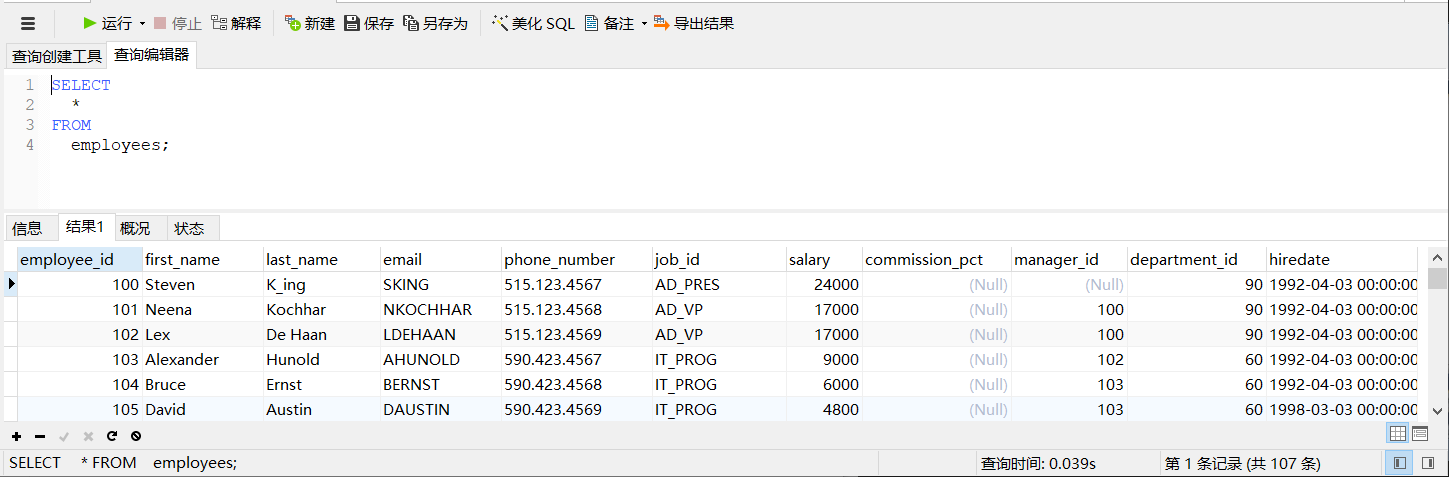 运行 停止 解释 新建 保存 另存为 美化 SQL 备注 导出结果
查询创建工具 查询编辑器
1 SELECT
2 *
3 FROM
4 employees;
信息 结果1 概况 状态
employee_id first_name last_name email phone_number job_id salary commission_pct manager_id department_id hiredate
100 Steven K_ing SKING 515.123.4567 AD_PRES 24000 (Null) (Null) 90 1992-04-03 00:00:00
101 Neena Kochhar NKOCHHAR 515.123.4568 AD_VP 17000 (Null) 100 90 1992-04-03 00:00:00
102 Lex De Haan LDEHAAN 515.123.4569 AD_VP 17000 (Null) 100 90 1992-04-03 00:00:00
103 Alexander Hunold AHUNOLD 590.423.4567 IT_PROG 9000 (Null) 102 60 1992-04-03 00:00:00
104 Bruce Ernst BERNST 590.423.4568 IT_PROG 6000 (Null) 103 60 1992-04-03 00:00:00
105 David Austin DAUSTIN 590.423.4569 IT_PROG 4800 (Null) 103 60 1998-03-03 00:00:00
SELECT * FROM employees; 查询时间: 0.039s 第 1 条记录 (共 107 条)